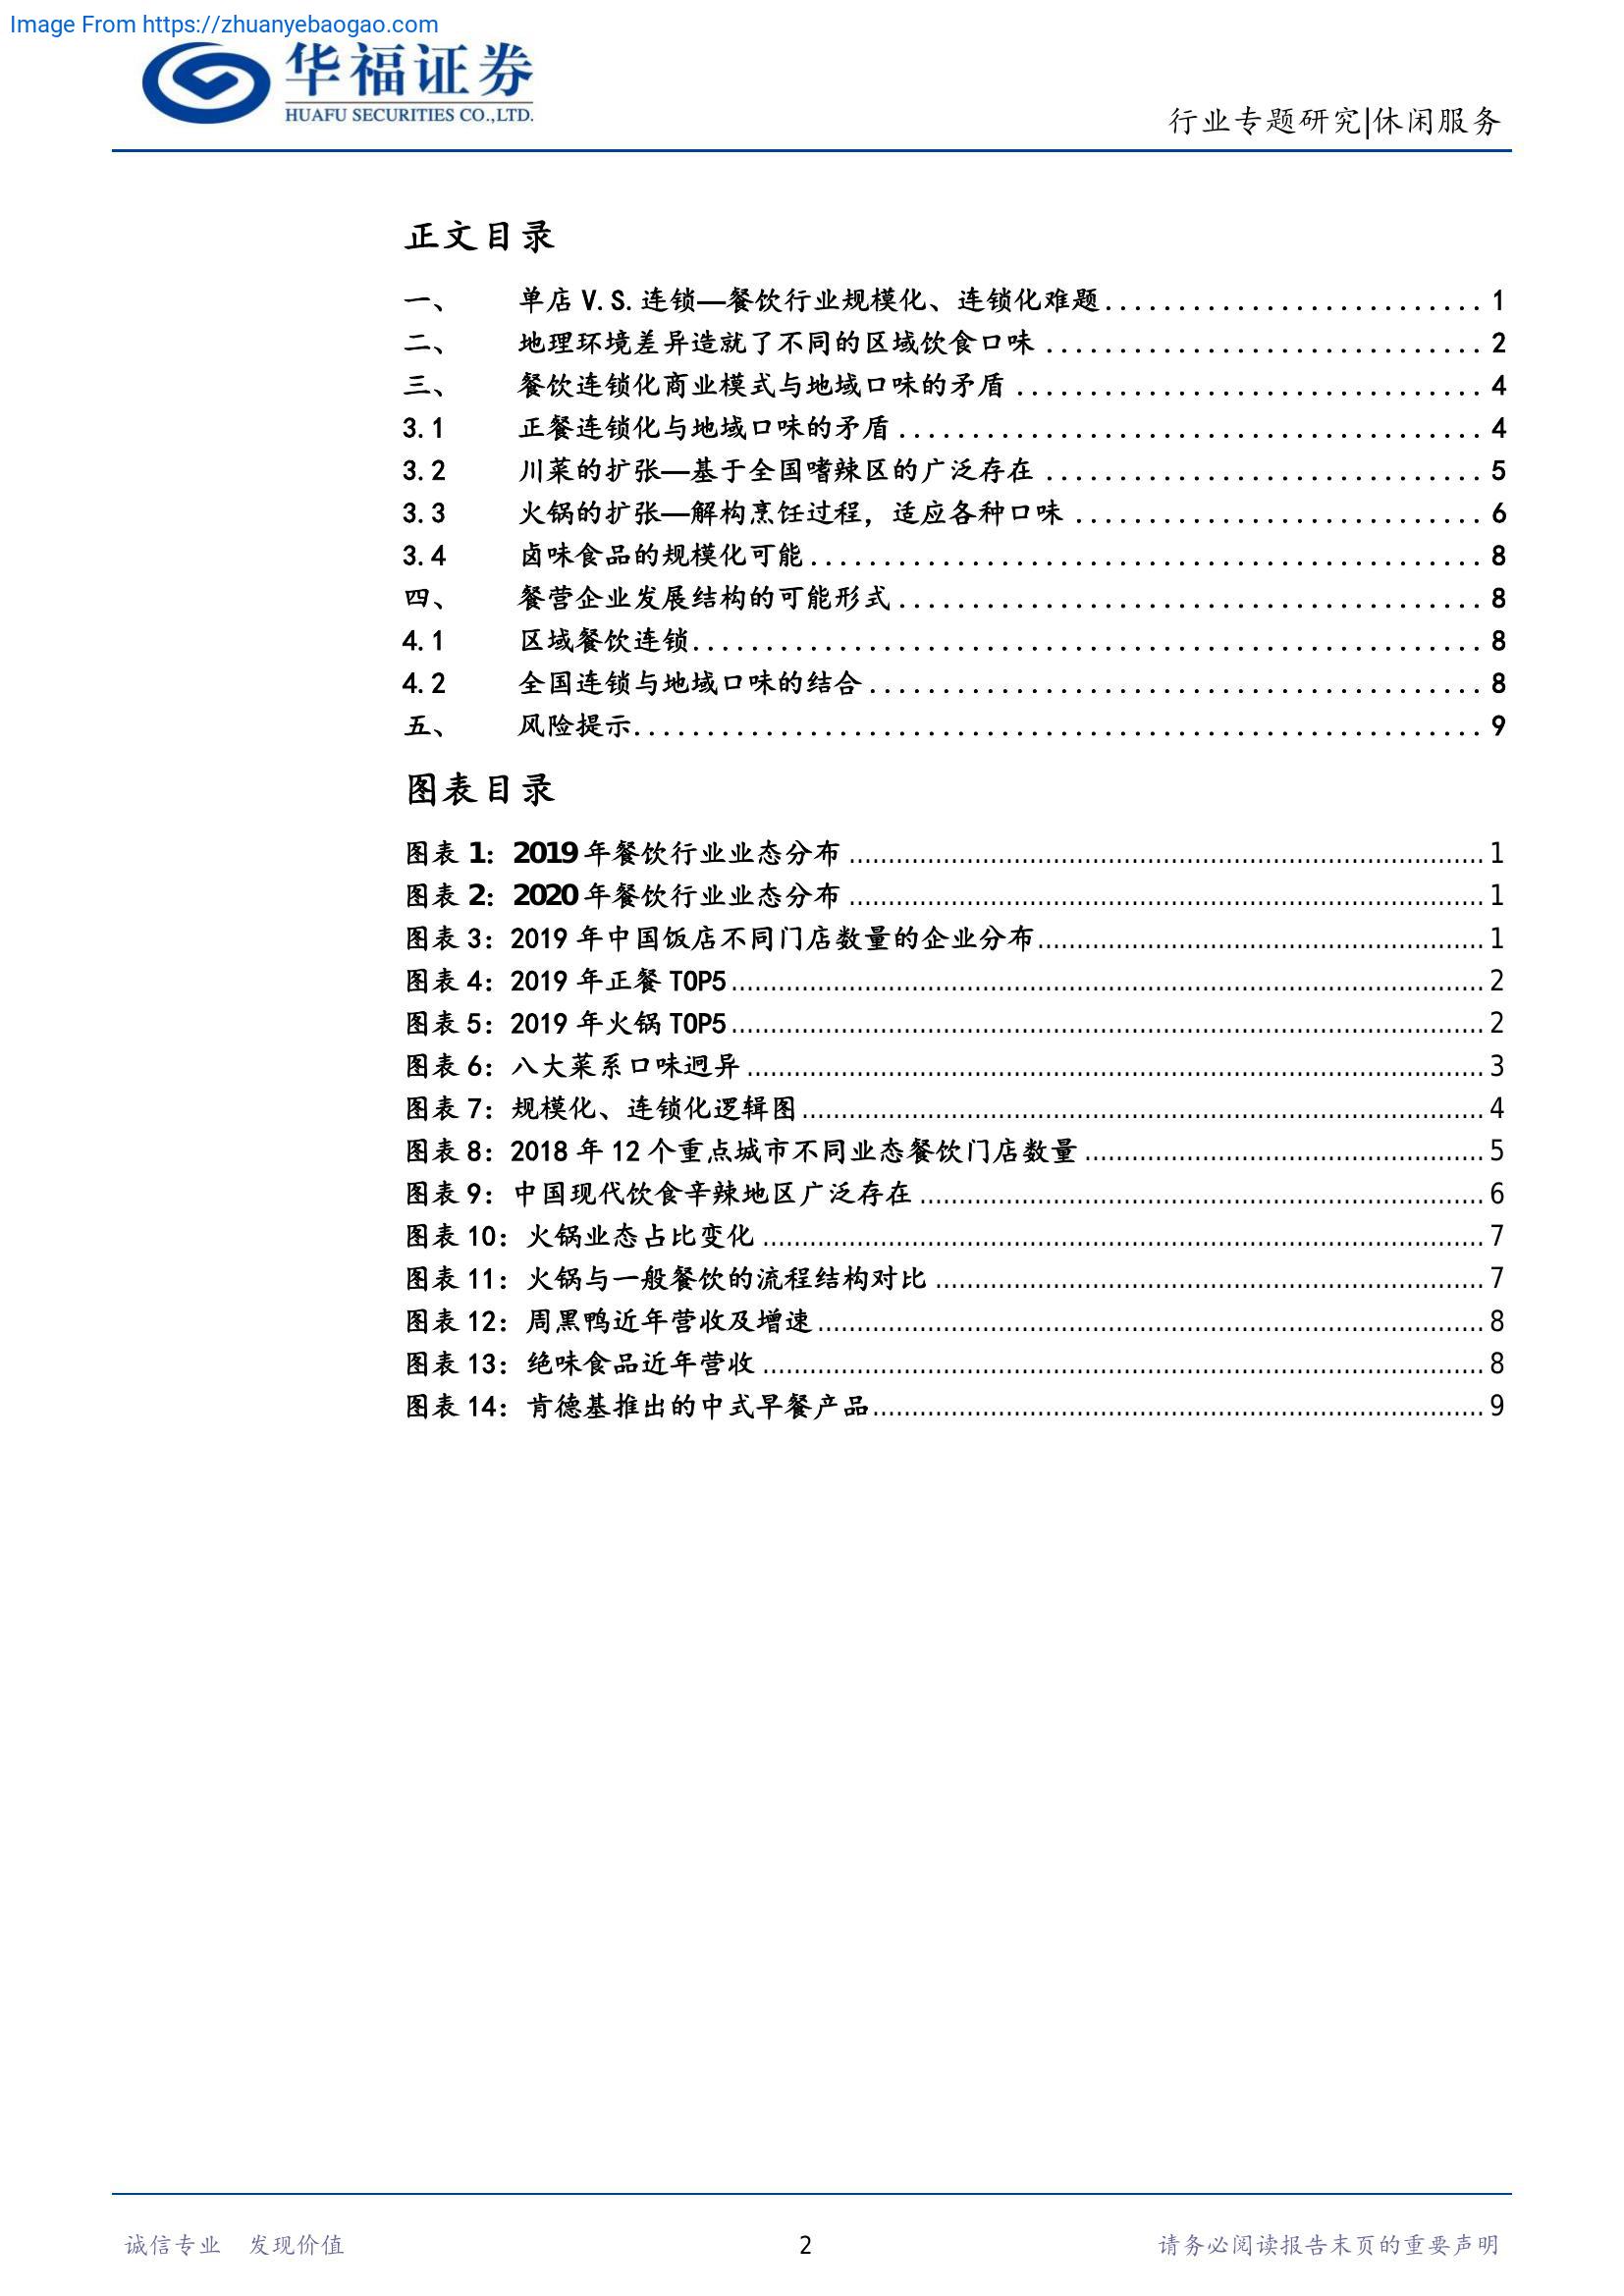 Image From https://zhuanyebaogao.com
华福证券
HUAFU SECURITIES CO.,LTD.
行业专题研究|休闲服务
正文目录
一、 单店 V.S.连锁—餐饮行业规模化、连锁化难题.......................... 1
二、 地理环境差异造就了不同的区域饮食口味.............................. 2
三、 餐饮连锁化商业模式与地域口味的矛盾................................ 4
3.1 正餐连锁化与地域口味的矛盾........................................ 4
3.2 川菜的扩张—基于全国嗜辣区的广泛存在.............................. 5
3.3 火锅的扩张—解构烹饪过程，适应各种口味............................ 6
3.4 卤味食品的规模化可能.............................................. 8
四、 餐营企业发展结构的可能形式........................................ 8
4.1 区域餐饮连锁...................................................... 8
4.2 全国连锁与地域口味的结合.......................................... 8
五、 风险提示.......................................................... 9
图表目录
图表 1：2019 年餐饮行业业态分布.......................................... 1
图表 2：2020 年餐饮行业业态分布.......................................... 1
图表 3：2019 年中国饭店不同门店数量的企业分布............................ 1
图表 4：2019 年正餐 TOP5................................................. 2
图表 5：2019 年火锅 TOP5................................................. 2
图表 6：八大菜系口味迥异................................................ 3
图表 7：规模化、连锁化逻辑图............................................ 4
图表 8：2018 年 12 个重点城市不同业态餐饮门店数量......................... 5
图表 9：中国现代饮食辛辣地区广泛存在.................................... 6
图表 10：火锅业态占比变化............................................... 7
图表 11：火锅与一般餐饮的流程结构对比................................... 7
图表 12：周黑鸭近年营收及增速........................................... 8
图表 13：绝味食品近年营收............................................... 8
图表 14：肯德基推出的中式早餐产品....................................... 9
诚信专业 发现价值 2 请务必阅读报告末页的重要声明